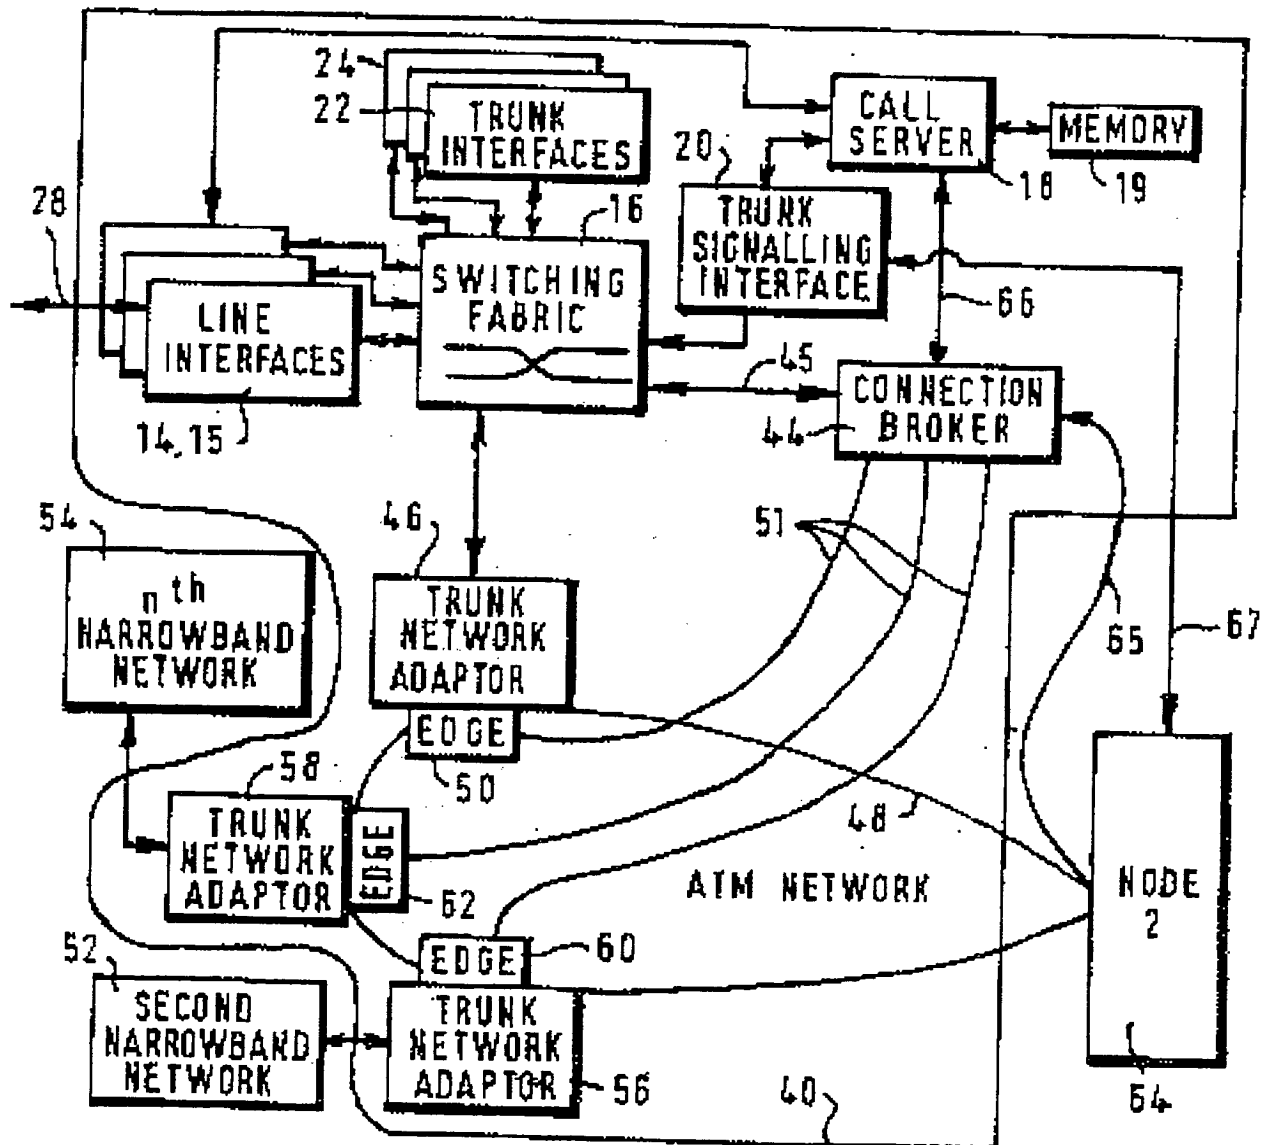 24
22
TRUNK
INTERFACES
CALL
SERVER
MEMORY
20
18
19
28
16
TRUNK
SIGNALLING
INTERFACE
SWITCHING
FABRIC
LINE
INTERFACES
66
45
14,15
CONNECTION
BROKER
44
54
46
51
nth
NARROWBAND
NETWORK
TRUNK
NETWORK
ADAPTOR
65
67
EDGE
50
58
48
TRUNK
NETWORK
ADAPTOR
EDGE
62
ATM NETWORK
NODE
2
52
EDGE
60
SECOND
NARROWBAND
NETWORK
TRUNK
NETWORK
ADAPTOR
56
40
64